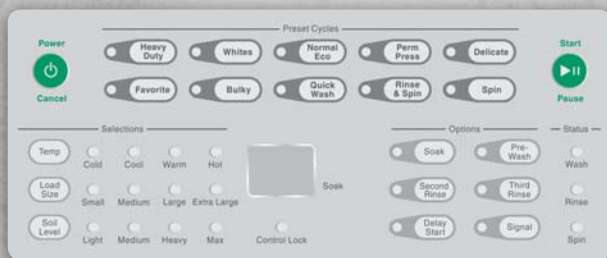 Preset Cycles
Power
Cancel
Heavy
Duty
Whites
Normal
Eco
Perm
Press
Delicate
Favorite
Bulky
Quick
Wash
Rinse
& Spin
Spin
Start
Pause
Selections
Temp
Cold Cool Warm Hot
Load
Size
Small Medium Large Extra Large
Soil
Level
Light Medium Heavy Max
Soak
Control Lock
Options
Soak
Pre-
Wash
Second
Rinse
Third
Rinse
Delay
Start
Signal
Status
Wash
Rinse
Spin